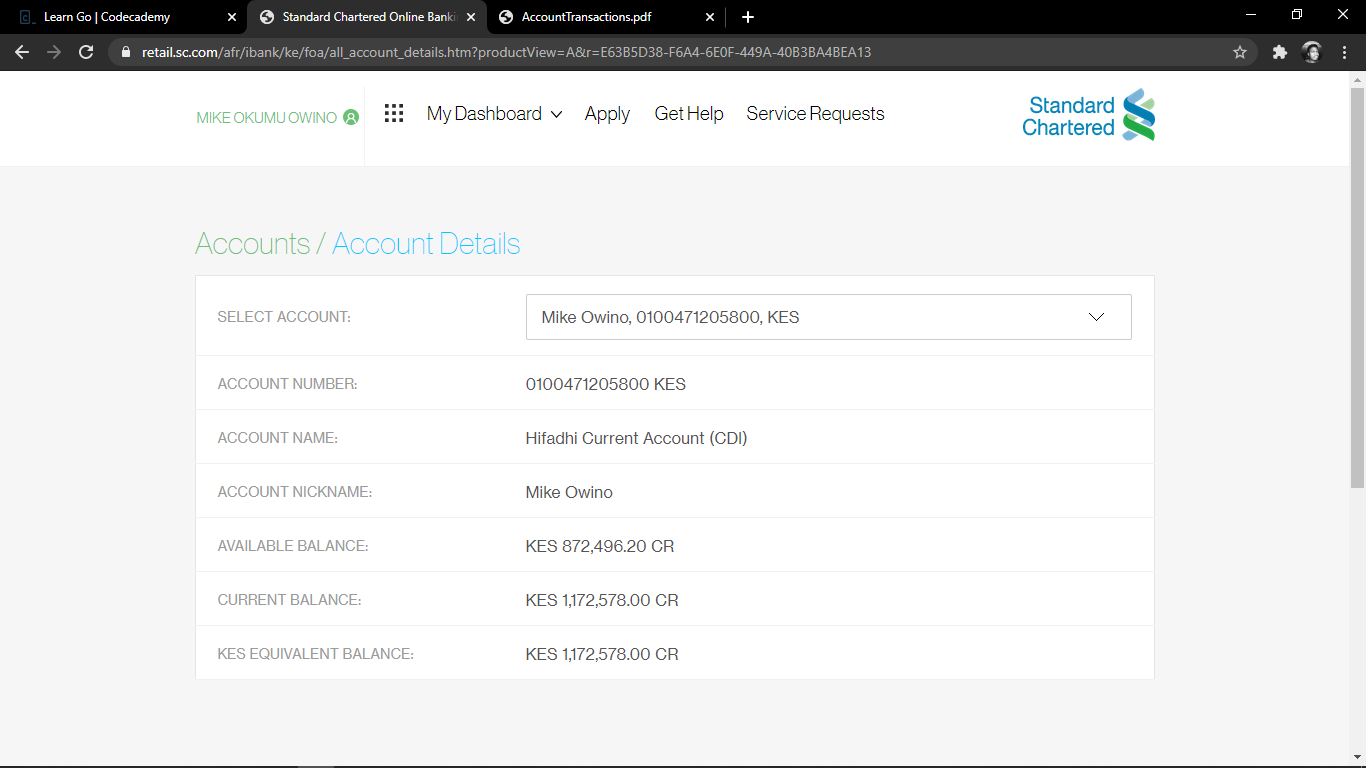 Learn Go | Codecademy
Standard Chartered Online Banki
AccountTransactions.pdf
retail.sc.com/afr/ibank/ke/foa/all_account_details.htm?productView=A&r=E63B5D38-F6A4-6E0F-449A-40B3BA4BEA13
MIKE OKUMU OWINO
My Dashboard
Apply
Get Help
Service Requests
Standard
Chartered
Accounts / Account Details
SELECT ACCOUNT: Mike Owino, 0100471205800, KES
ACCOUNT NUMBER: 0100471205800 KES
ACCOUNT NAME: Hifadhi Current Account (CDI)
ACCOUNT NICKNAME: Mike Owino
AVAILABLE BALANCE: KES 872,496.20 CR
CURRENT BALANCE: KES 1,172,578.00 CR
KES EQUIVALENT BALANCE: KES 1,172,578.00 CR